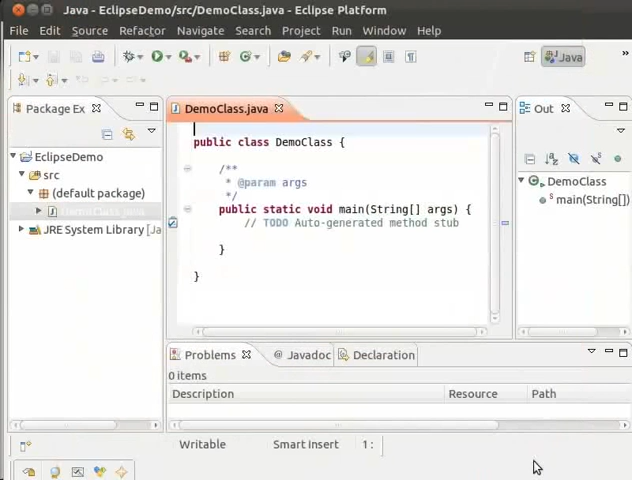 Java - EclipseDemo/src/DemoClass.java - Eclipse Platform
File Edit Source Refactor Navigate Search Project Run Window Help
Java
Package Ex
DemoClass.java
Out
public class DemoClass {
/**
* @param args
*/
public static void main(String[] args) {
// TODO Auto-generated method stub
}
}
EclipseDemo
src
(default package)
DemoClass.java
JRE System Library [Ja
DemoClass
main(String[])
Problems
@ Javadoc
Declaration
0 items
Description Resource Path
Writable Smart Insert 1 :